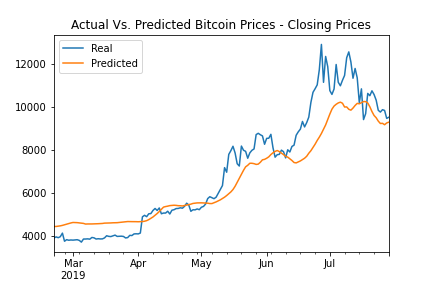 Actual Vs. Predicted Bitcoin Prices - Closing Prices
Real
Predicted
12000
10000
8000
6000
4000
Mar Apr May Jun Jul
2019